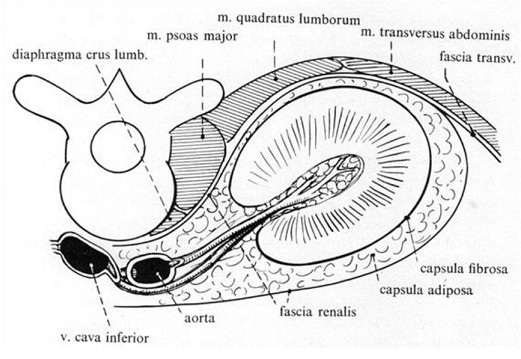 m. quadratus lumborum
m. psoas major
m. transversus abdominis
diaphragma crus lumb.
fascia transv.
capsula fibrosa
capsula adiposa
fascia renalis
aorta
v. cava inferior